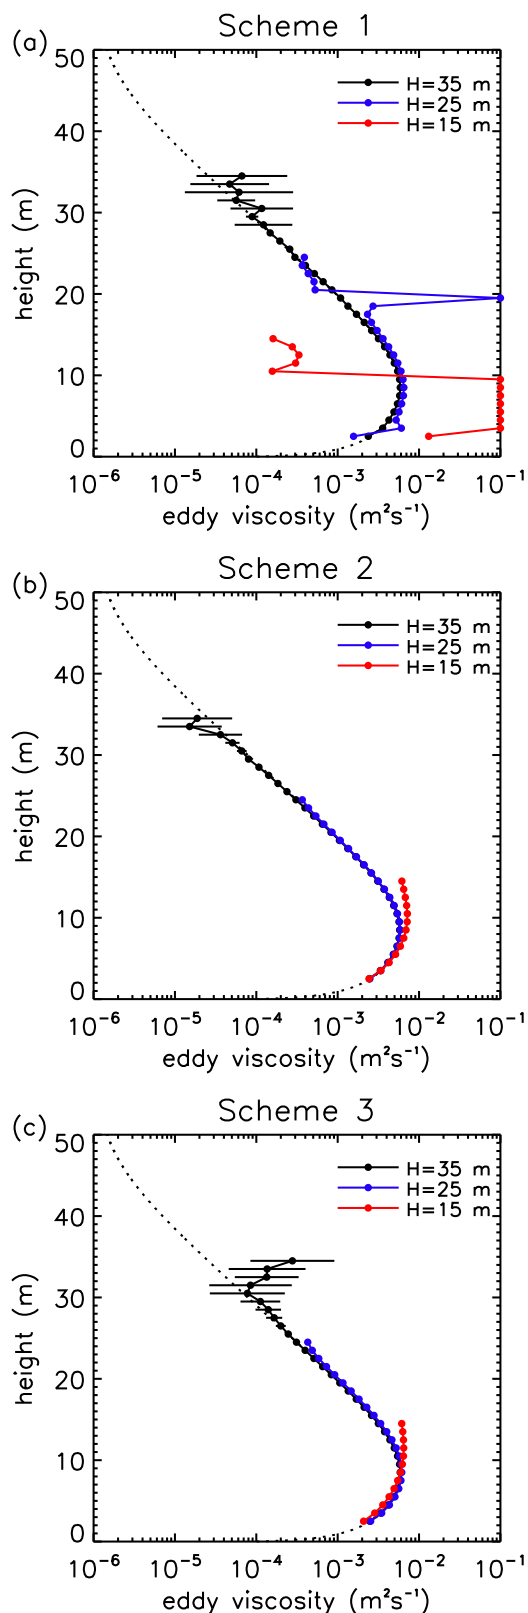 Scheme 1
(a)
50
40
30
20
10
0
height (m)
H=35 m
H=25 m
H=15 m
10⁻⁶ 10⁻⁵ 10⁻⁴ 10⁻³ 10⁻² 10⁻¹
eddy viscosity (m²s⁻¹)
Scheme 2
(b)
50
40
30
20
10
0
height (m)
H=35 m
H=25 m
H=15 m
10⁻⁶ 10⁻⁵ 10⁻⁴ 10⁻³ 10⁻² 10⁻¹
eddy viscosity (m²s⁻¹)
Scheme 3
(c)
50
40
30
20
10
0
height (m)
H=35 m
H=25 m
H=15 m
10⁻⁶ 10⁻⁵ 10⁻⁴ 10⁻³ 10⁻² 10⁻¹
eddy viscosity (m²s⁻¹)